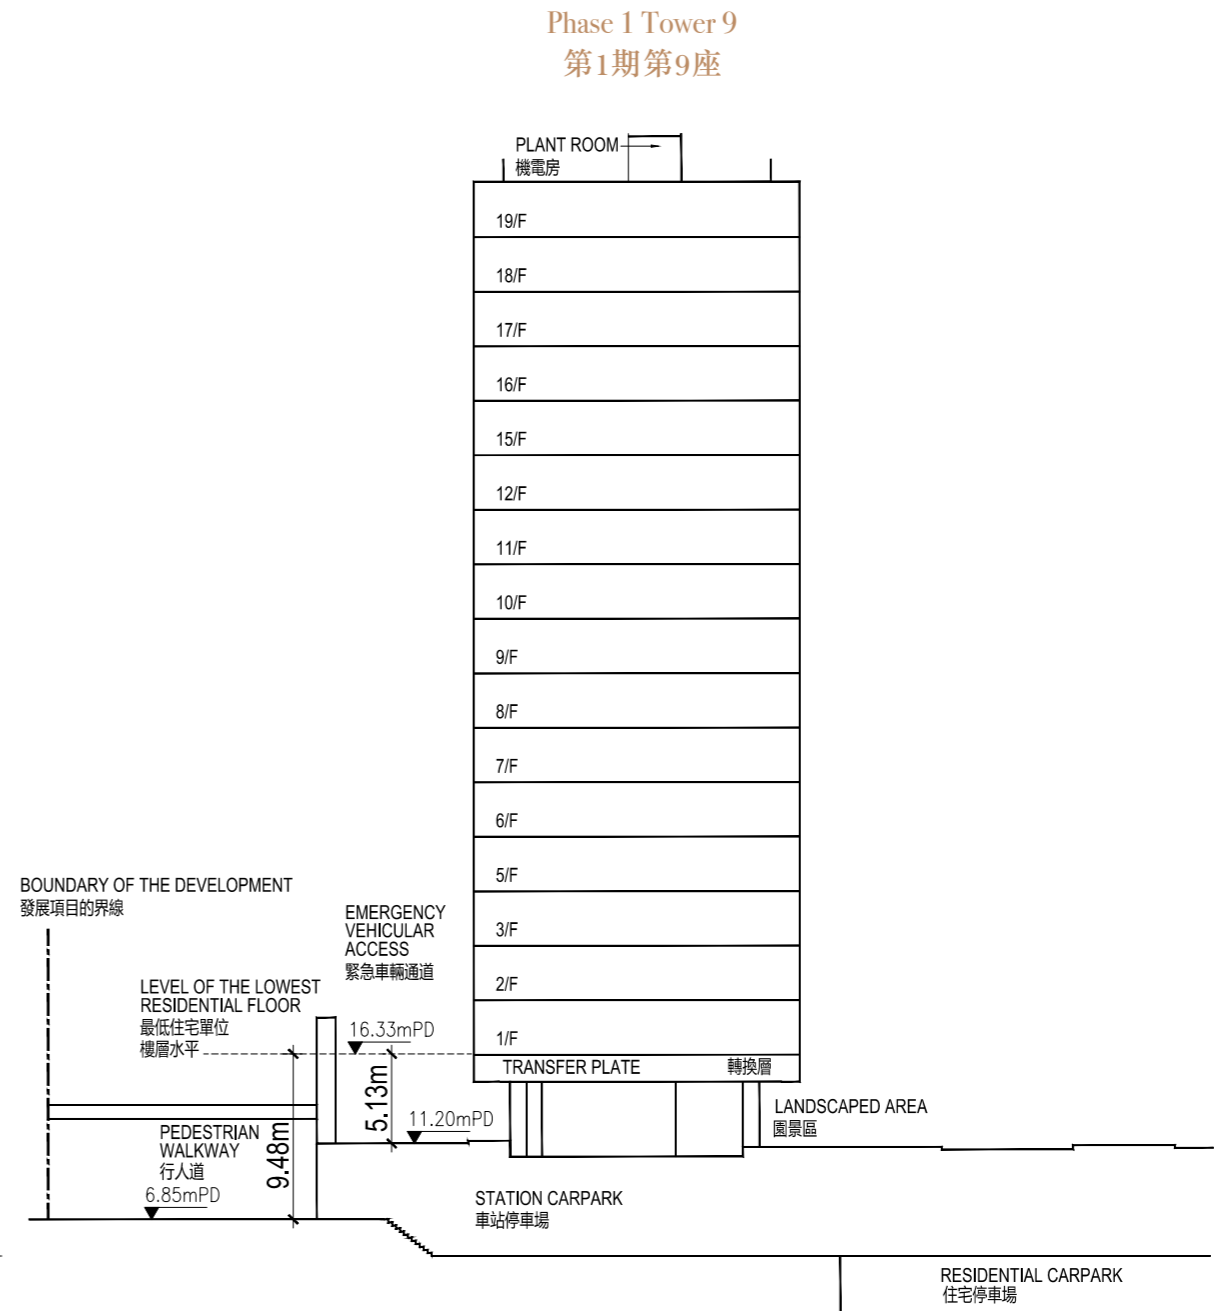 Phase 1 Tower 9
第1期第9座
PLANT ROOM
機電房
19/F
18/F
17/F
16/F
15/F
12/F
11/F
10/F
9/F
8/F
7/F
6/F
5/F
3/F
2/F
1/F
TRANSFER PLATE 轉換層
BOUNDARY OF THE DEVELOPMENT
發展項目的界線
EMERGENCY
VEHICULAR
ACCESS
緊急車輛通道
LEVEL OF THE LOWEST
RESIDENTIAL FLOOR
最低住宅單位
樓層水平
16.33mPD
5.13m
11.20mPD
9.48m
PEDESTRIAN
WALKWAY
行人道
6.85mPD
LANDSCAPED AREA
園景區
STATION CARPARK
車站停車場
RESIDENTIAL CARPARK
住宅停車場